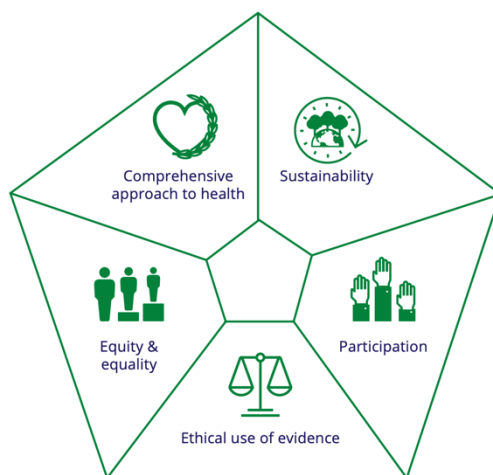 Comprehensive
approach to health
Sustainability
Equity &
equality
Participation
Ethical use of evidence